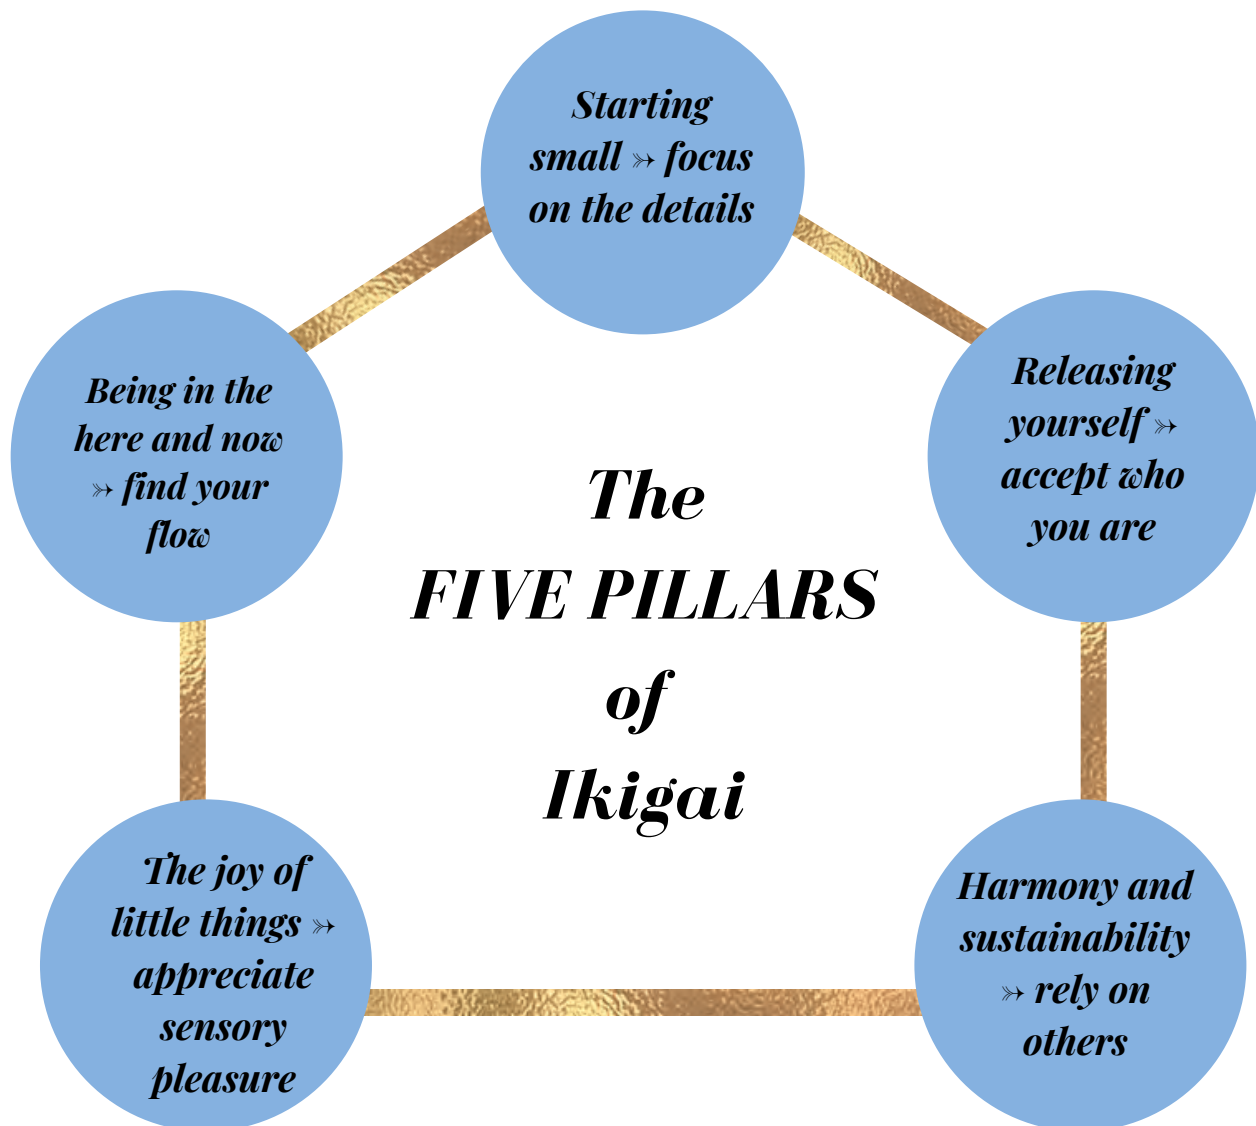 Starting
small ➳ focus
on the details
Releasing
yourself ➳
accept who
you are
Harmony and
sustainability
➳ rely on
others
The joy of
little things ➳
appreciate
sensory
pleasure
Being in the
here and now
➳ find your
flow
The
FIVE PILLARS
of
Ikigai